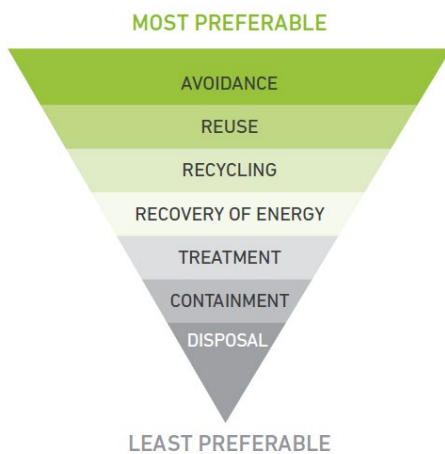 MOST PREFERABLE
AVOIDANCE
REUSE
RECYCLING
RECOVERY OF ENERGY
TREATMENT
CONTAINMENT
DISPOSAL
LEAST PREFERABLE